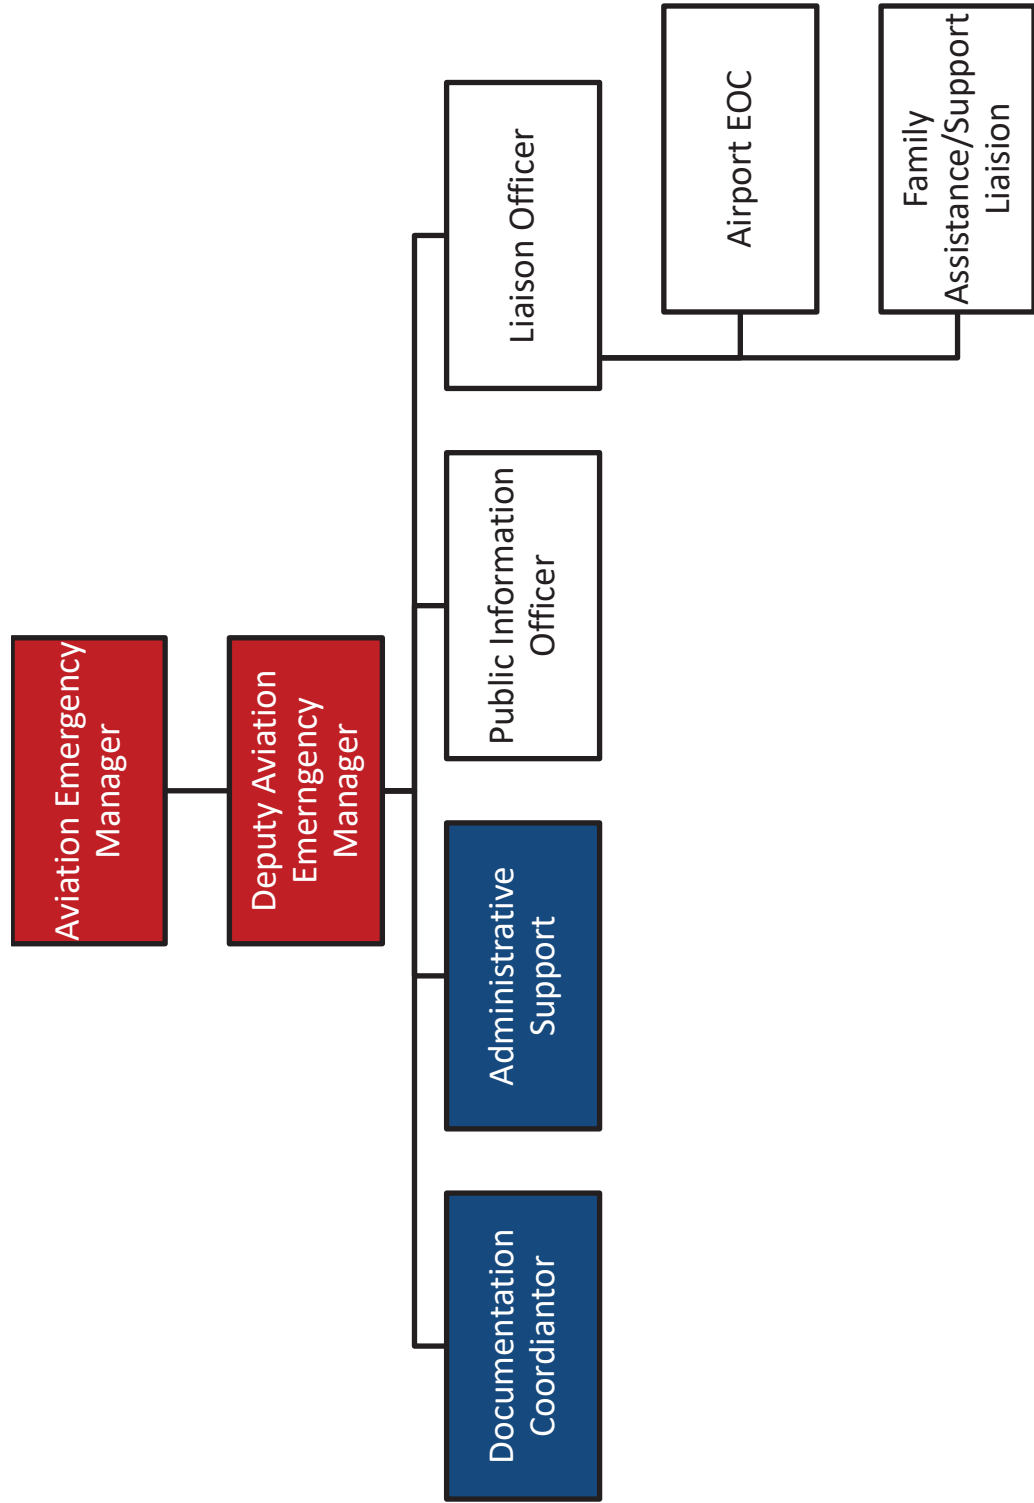 Aviation Emergency
Manager
Deputy Aviation
Emerngency
Manager
Documentation
Coordiantor
Administrative
Support
Public Information
Officer
Liaison Officer
Airport EOC
Family
Assistance/Support
Liaision